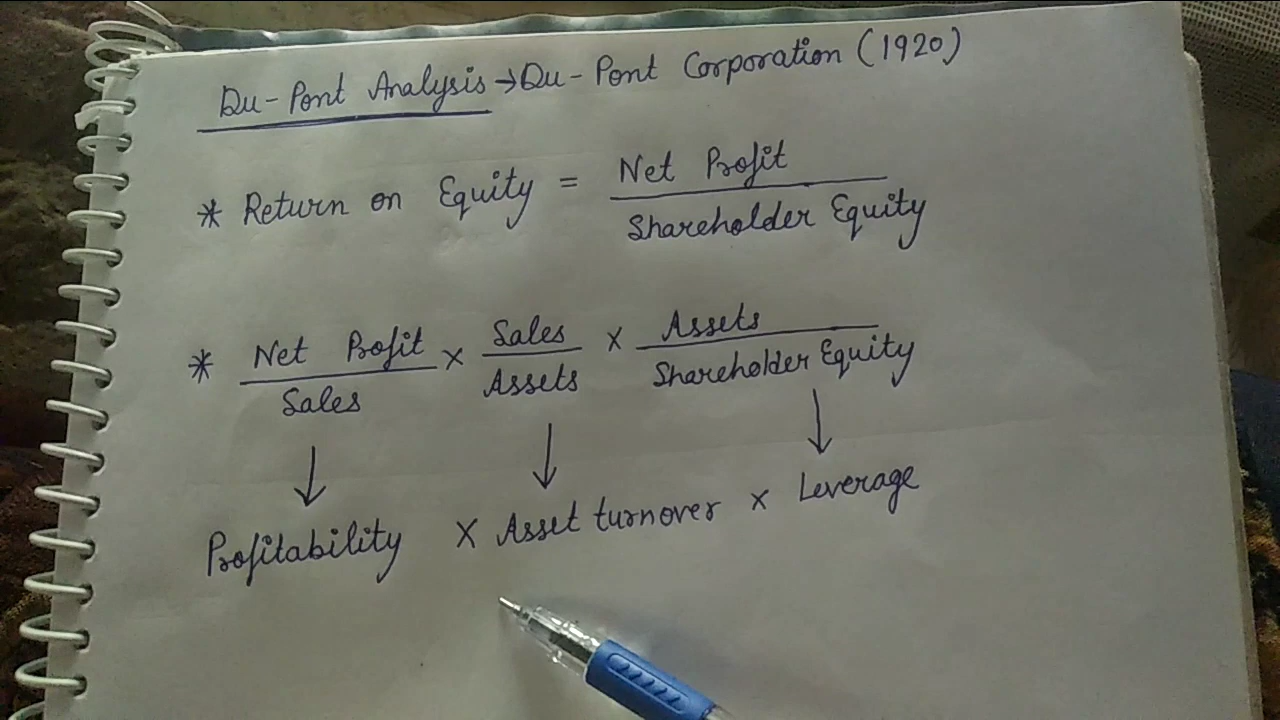 Du-Pont Analysis → Du-Pont Corporation (1920)
* Return on Equity = Net Profit / Shareholder Equity
* Net Profit / Sales × Sales / Assets × Assets / Shareholder Equity
↓ ↓ ↓
Profitability × Asset turnover × Leverage